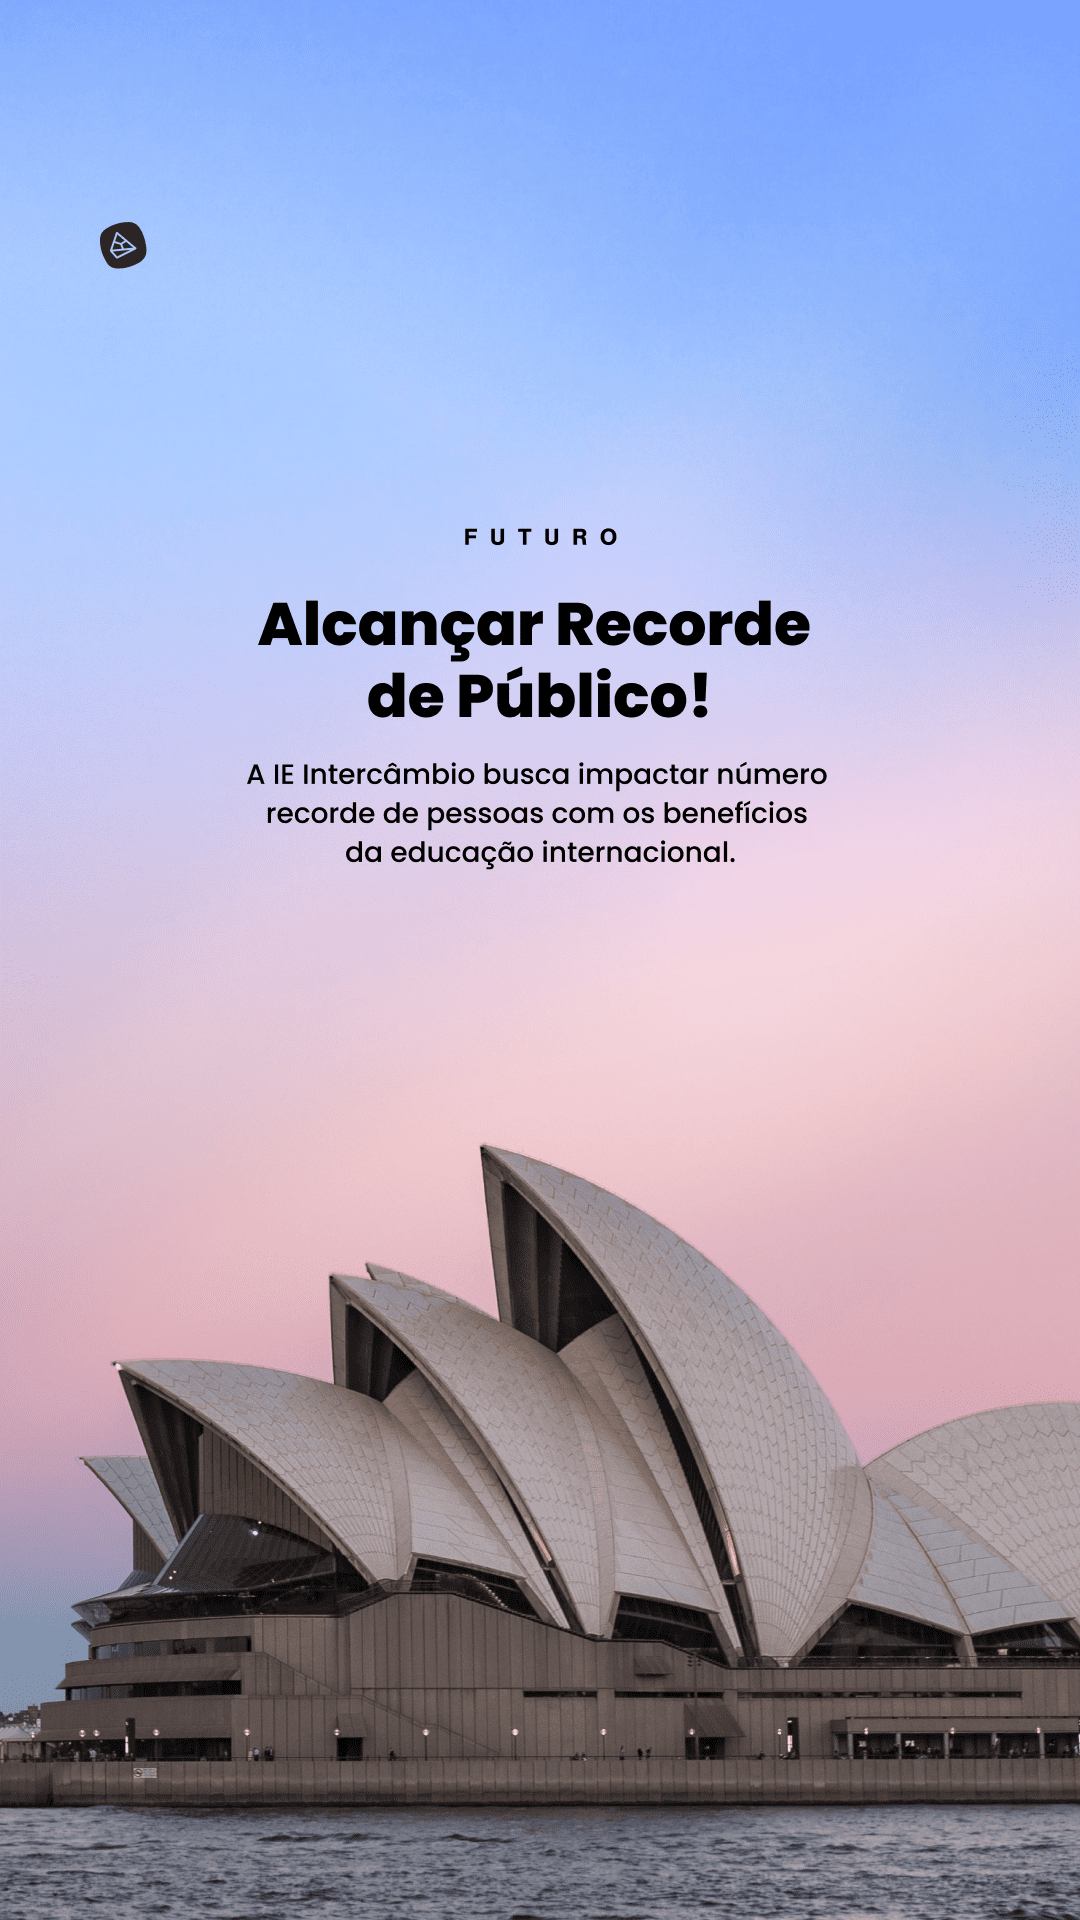 FUTURO
Alcançar Recorde
de Público!
A IE Intercâmbio busca impactar número
recorde de pessoas com os benefícios
da educação internacional.